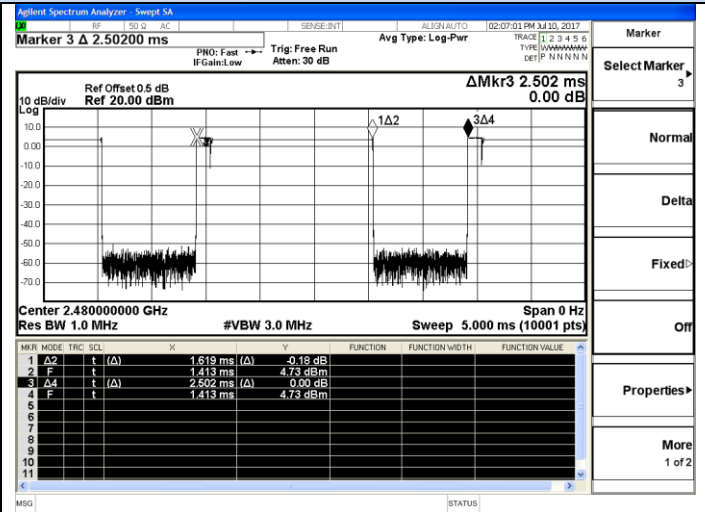 Agilent Spectrum Analyzer - Swept SA
RF 50 Ω AC SENSE:INT ALIGN AUTO 02:07:01 PM Jul 10, 2017
Marker 3 Δ 2.50200 ms
PNO: Fast
IFGain:Low
Trig: Free Run
Atten: 30 dB
Avg Type: Log-Pwr
TRACE 1 2 3 4 5 6
TYPE WWWWWW
DET P N N N N N
Ref Offset 0.5 dB
10 dB/div Ref 20.00 dBm
Log
ΔMkr3 2.502 ms
0.00 dB
10.0
0.00
-10.0
-20.0
-30.0
-40.0
-50.0
-60.0
-70.0
1Δ2
3Δ4
Center 2.480000000 GHz Span 0 Hz
Res BW 1.0 MHz #VBW 3.0 MHz Sweep 5.000 ms (10001 pts)
MKR MODE TRC SCL X Y FUNCTION FUNCTION WIDTH FUNCTION VALUE
1 Δ2 t (Δ) 1.619 ms (Δ) -0.18 dB
2 F t 1.413 ms 4.73 dBm
3 Δ4 t (Δ) 2.502 ms (Δ) 0.00 dB
4 F t 1.413 ms 4.73 dBm
5
6
7
8
9
10
11
MSG STATUS
Marker
Select Marker
3
Normal
Delta
Fixed
Off
Properties
More
1 of 2